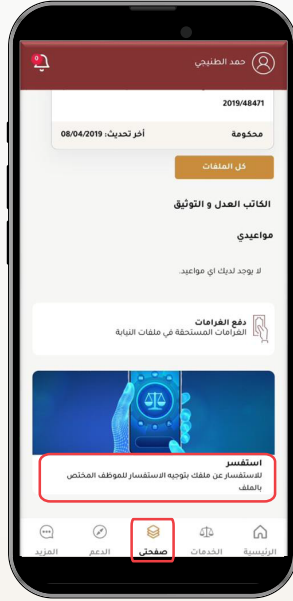 حمد الطنيجي
2019/48471
محكومة
أخر تحديث: 08/04/2019
كل الملفات
الكاتب العدل و التوثيق
مواعيدي
لا يوجد لديك اي مواعيد.
دفع الغرامات
الغرامات المستحقة في ملفات النيابة
استفسر
للاستفسار عن ملفك بتوجيه الاستفسار للموظف المختص
بالملف
الرئيسية الخدمات صفحتي الدعم المزيد